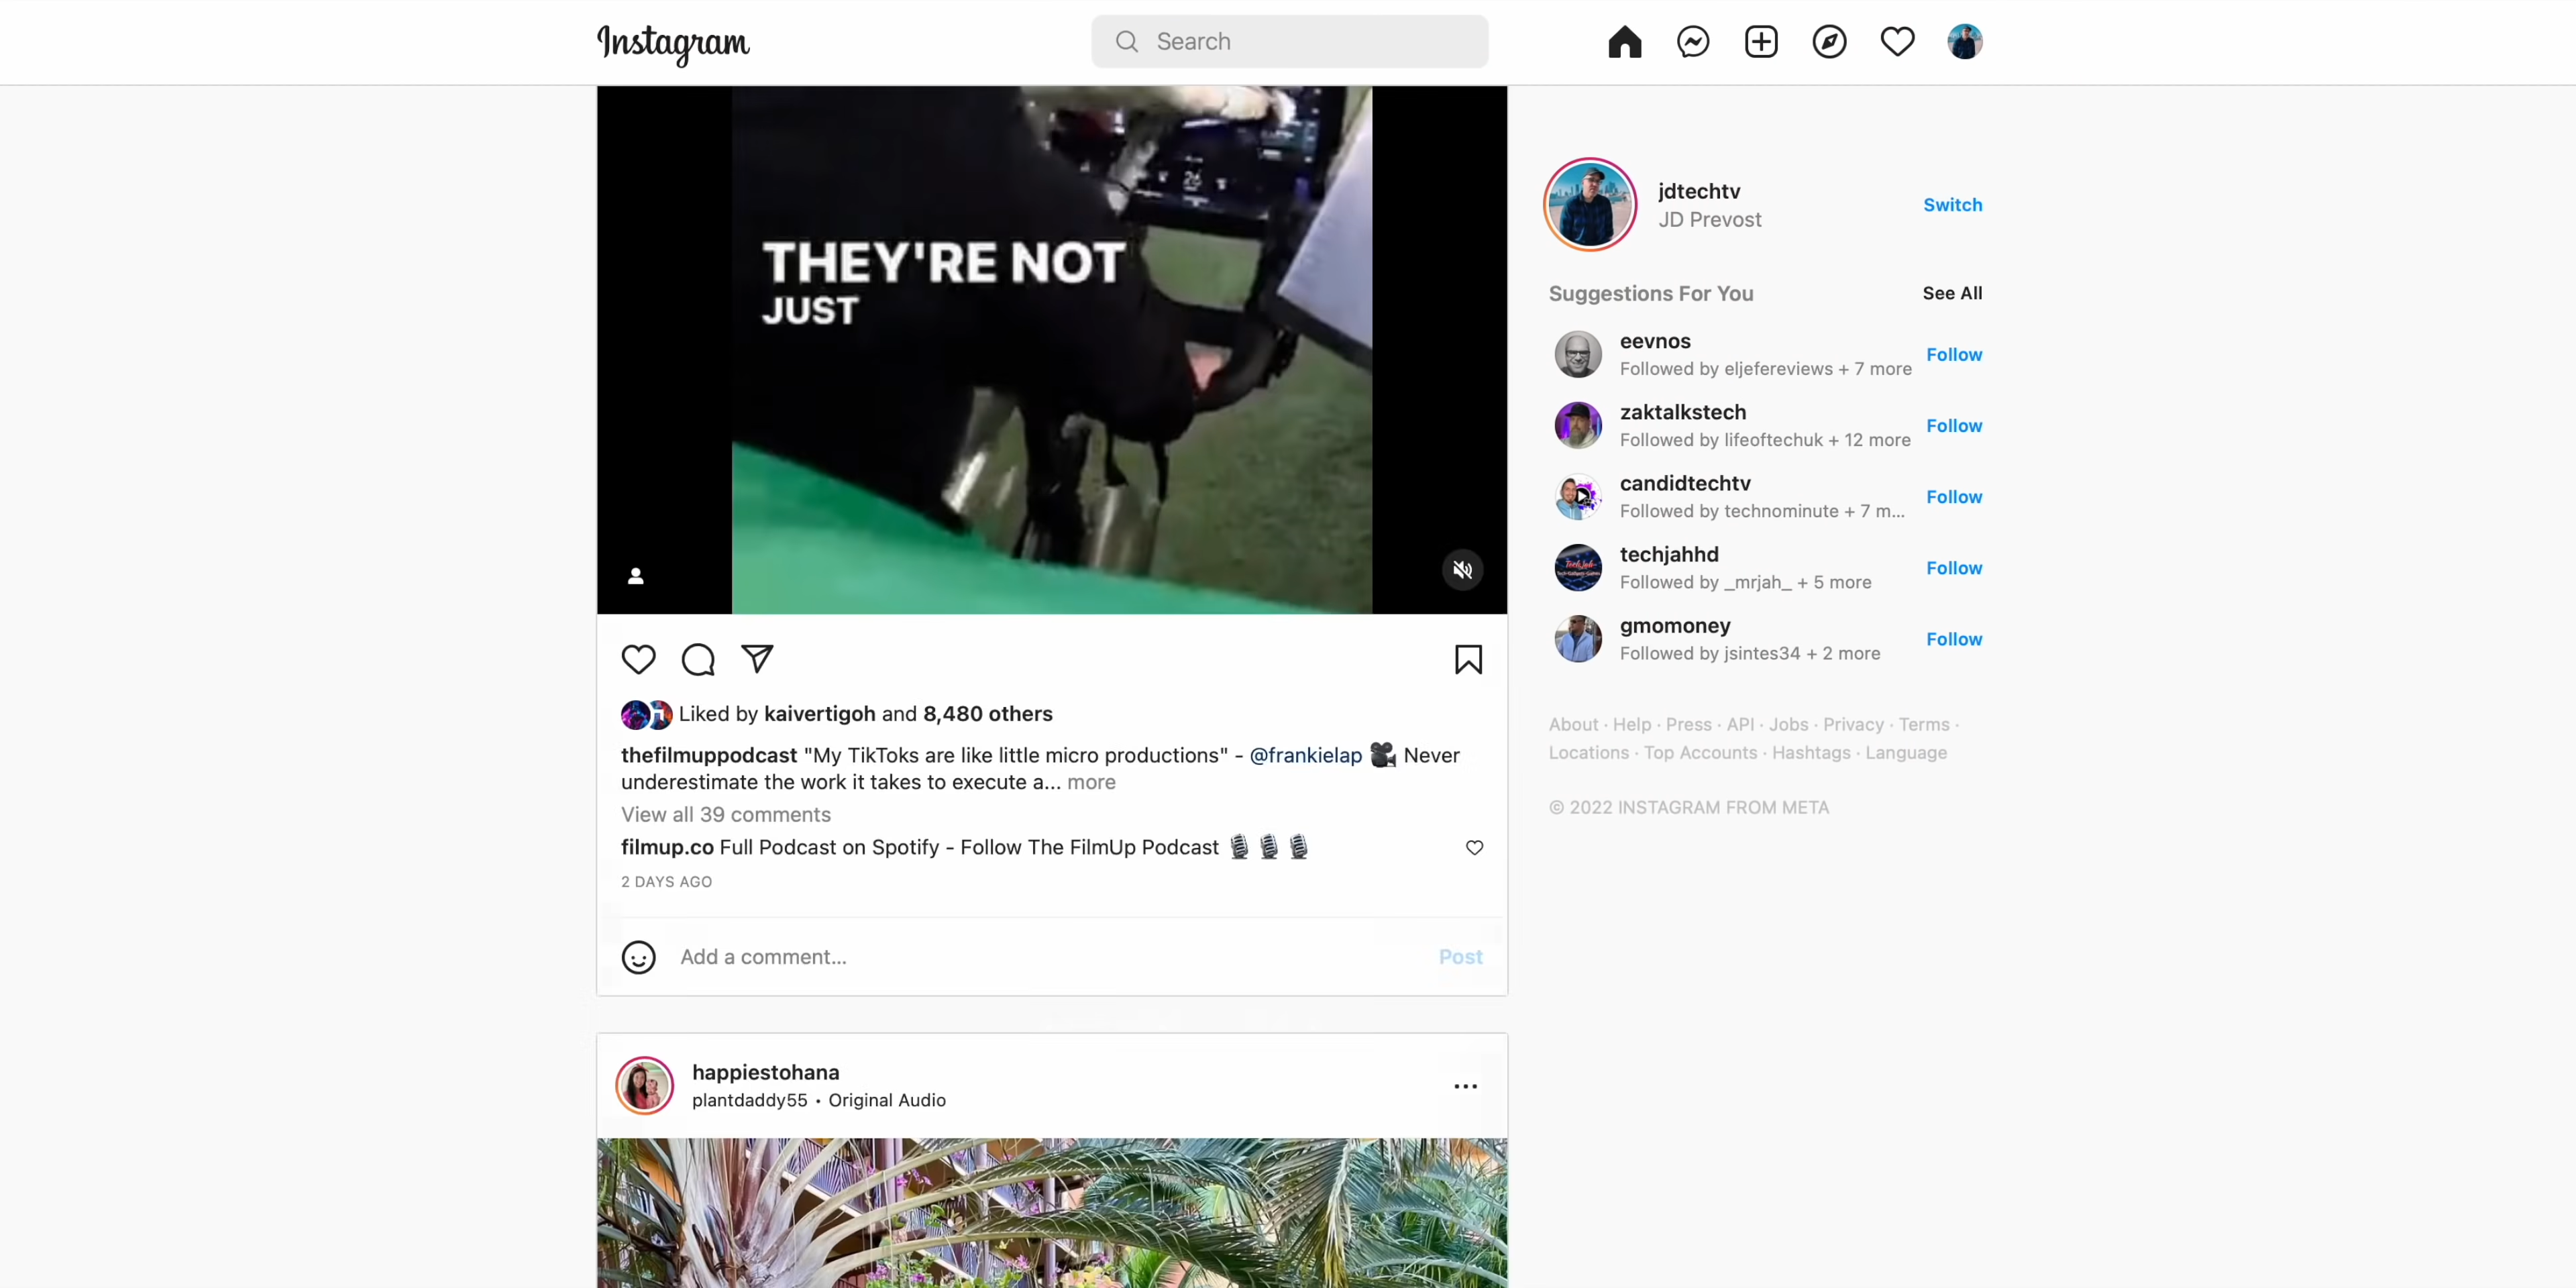 Instagram
Search
THEY'RE NOT
JUST
26
Liked by kaivertigoh and 8,480 others
thefilmuppodcast "My TikToks are like little micro productions" - @frankielap 🎥 Never
underestimate the work it takes to execute a... more
View all 39 comments
filmup.co Full Podcast on Spotify - Follow The FilmUp Podcast 🎙️ 🎙️ 🎙️
2 DAYS AGO
Add a comment...
Post
happiestohana
plantdaddy55 • Original Audio
jdtechtv
JD Prevost
Switch
Suggestions For You
See All
eevnos
Followed by eljefereviews + 7 more
Follow
zaktalkstech
Followed by lifeoftechuk + 12 more
Follow
candidtechtv
Followed by technominute + 7 m...
Follow
techjahhd
Followed by _mrjah_ + 5 more
Follow
gmomoney
Followed by jsintes34 + 2 more
Follow
About · Help · Press · API · Jobs · Privacy · Terms ·
Locations · Top Accounts · Hashtags · Language
© 2022 INSTAGRAM FROM META